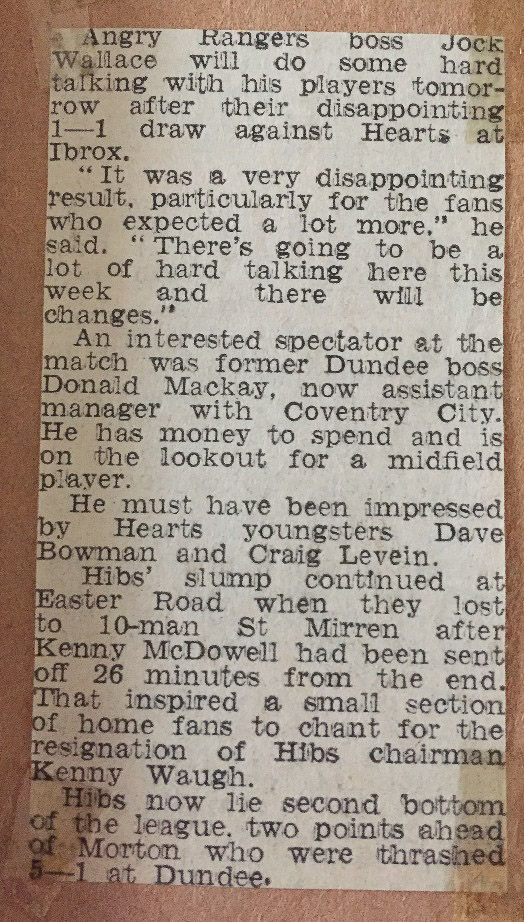 Angry Rangers boss Jock
Wallace will do some hard
talking with his players tomor-
row after their disappointing
1—1 draw against Hearts at
Ibrox.
"It was a very disappointing
result, particularly for the fans
who expected a lot more," he
said. "There's going to be a
lot of hard talking here this
week and there will be
changes."
An interested spectator at the
match was former Dundee boss
Donald Mackay, now assistant
manager with Coventry City.
He has money to spend and is
on the lookout for a midfield
player.
He must have been impressed
by Hearts youngsters Dave
Bowman and Craig Levein.
Hibs' slump continued at
Easter Road when they lost
to 10-man St Mirren after
Kenny McDowell had been sent
off 26 minutes from the end.
That inspired a small section
of home fans to chant for the
resignation of Hibs chairman
Kenny Waugh.
Hibs now lie second bottom
of the league, two points ahead
of Morton who were thrashed
5—1 at Dundee.